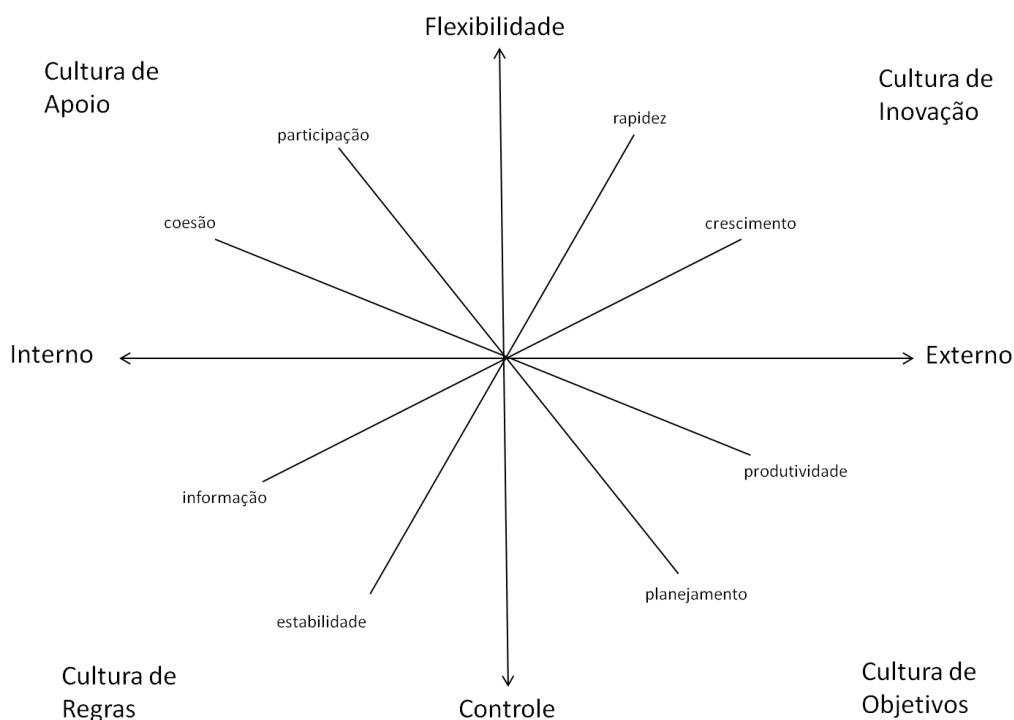 Flexibilidade
Cultura de
Apoio
Cultura de
Inovação
participação
rapidez
coesão
crescimento
Interno
Externo
informação
produtividade
estabilidade
planejamento
Cultura de
Regras
Controle
Cultura de
Objetivos